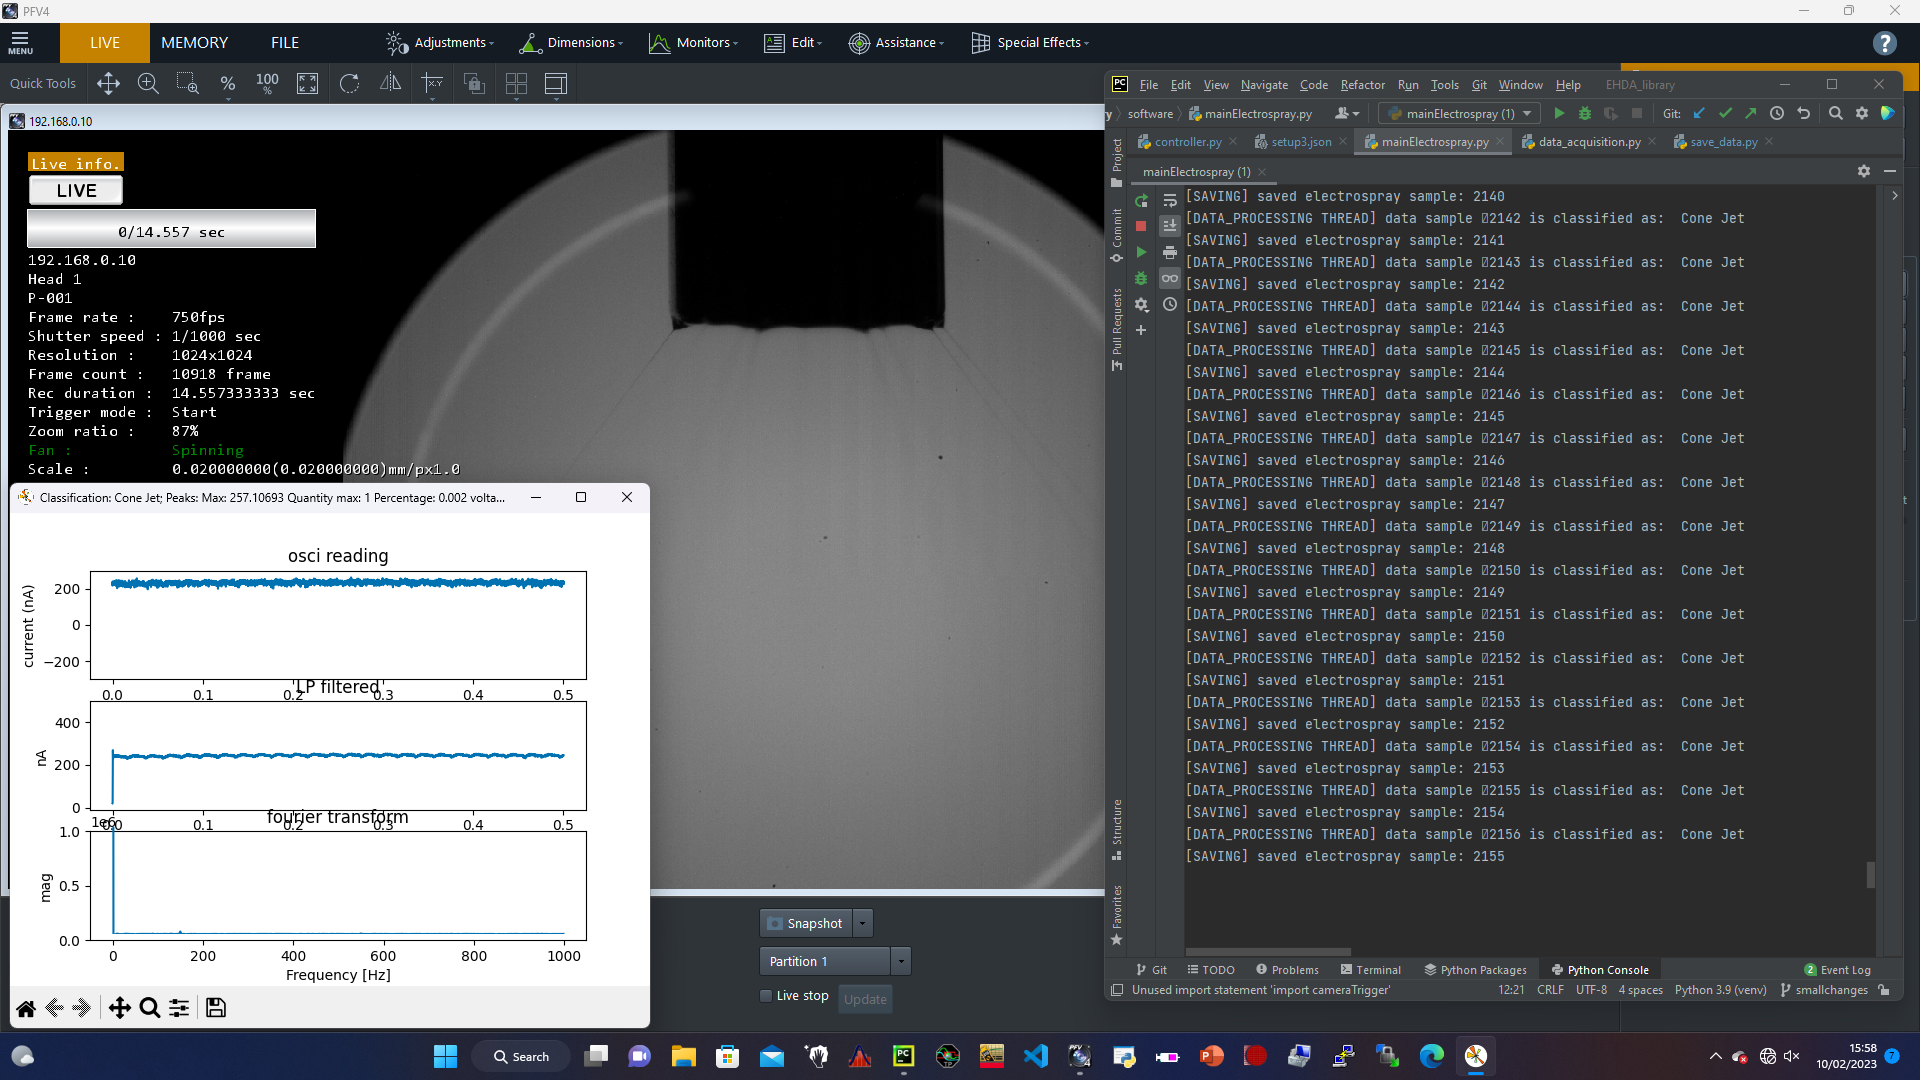 PFV4
MENU
LIVE
MEMORY
FILE
Adjustments
Dimensions
Monitors
Edit
Assistance
Special Effects
Quick Tools
%
100
%
192.168.0.10
Live info.
LIVE
0/14.557 sec
192.168.0.10
Head 1
P-001
Frame rate : 750fps
Shutter speed : 1/1000 sec
Resolution : 1024x1024
Frame count : 10918 frame
Rec duration : 14.557333333 sec
Trigger mode : Start
Zoom ratio : 87%
Fan : Spinning
Scale : 0.020000000(0.020000000)mm/px1.0
Classification: Cone Jet; Peaks: Max: 257.10693 Quantity max: 1 Percentage: 0.002 volta...
osci reading
current (nA)
200
0
−200
0.0 0.1 0.2 0.3 0.4 0.5
LP filtered
nA
400
200
0
0.0 0.1 0.2 0.3 0.4 0.5
fourier transform
1e6
mag
1.0
0.5
0.0
0 200 400 600 800 1000
Frequency [Hz]
Snapshot
Partition 1
Live stop
Update
PC File Edit View Navigate Code Refactor Run Tools Git Window Help EHDA_library
y software mainElectrospray.py mainElectrospray (1) Git:
controller.py setup3.json mainElectrospray.py data_acquisition.py save_data.py
mainElectrospray (1)
Project
Commit
Pull Requests
Structure
Favorites
[SAVING] saved electrospray sample: 2140
[DATA_PROCESSING THREAD] data sample 2142 is classified as: Cone Jet
[SAVING] saved electrospray sample: 2141
[DATA_PROCESSING THREAD] data sample 2143 is classified as: Cone Jet
[SAVING] saved electrospray sample: 2142
[DATA_PROCESSING THREAD] data sample 2144 is classified as: Cone Jet
[SAVING] saved electrospray sample: 2143
[DATA_PROCESSING THREAD] data sample 2145 is classified as: Cone Jet
[SAVING] saved electrospray sample: 2144
[DATA_PROCESSING THREAD] data sample 2146 is classified as: Cone Jet
[SAVING] saved electrospray sample: 2145
[DATA_PROCESSING THREAD] data sample 2147 is classified as: Cone Jet
[SAVING] saved electrospray sample: 2146
[DATA_PROCESSING THREAD] data sample 2148 is classified as: Cone Jet
[SAVING] saved electrospray sample: 2147
[DATA_PROCESSING THREAD] data sample 2149 is classified as: Cone Jet
[SAVING] saved electrospray sample: 2148
[DATA_PROCESSING THREAD] data sample 2150 is classified as: Cone Jet
[SAVING] saved electrospray sample: 2149
[DATA_PROCESSING THREAD] data sample 2151 is classified as: Cone Jet
[SAVING] saved electrospray sample: 2150
[DATA_PROCESSING THREAD] data sample 2152 is classified as: Cone Jet
[SAVING] saved electrospray sample: 2151
[DATA_PROCESSING THREAD] data sample 2153 is classified as: Cone Jet
[SAVING] saved electrospray sample: 2152
[DATA_PROCESSING THREAD] data sample 2154 is classified as: Cone Jet
[SAVING] saved electrospray sample: 2153
[DATA_PROCESSING THREAD] data sample 2155 is classified as: Cone Jet
[SAVING] saved electrospray sample: 2154
[DATA_PROCESSING THREAD] data sample 2156 is classified as: Cone Jet
[SAVING] saved electrospray sample: 2155
Git TODO Problems Terminal Python Packages Python Console 2 Event Log
Unused import statement 'import cameraTrigger' 12:21 CRLF UTF-8 4 spaces Python 3.9 (venv) smallchanges
Search
15:58
10/02/2023
7